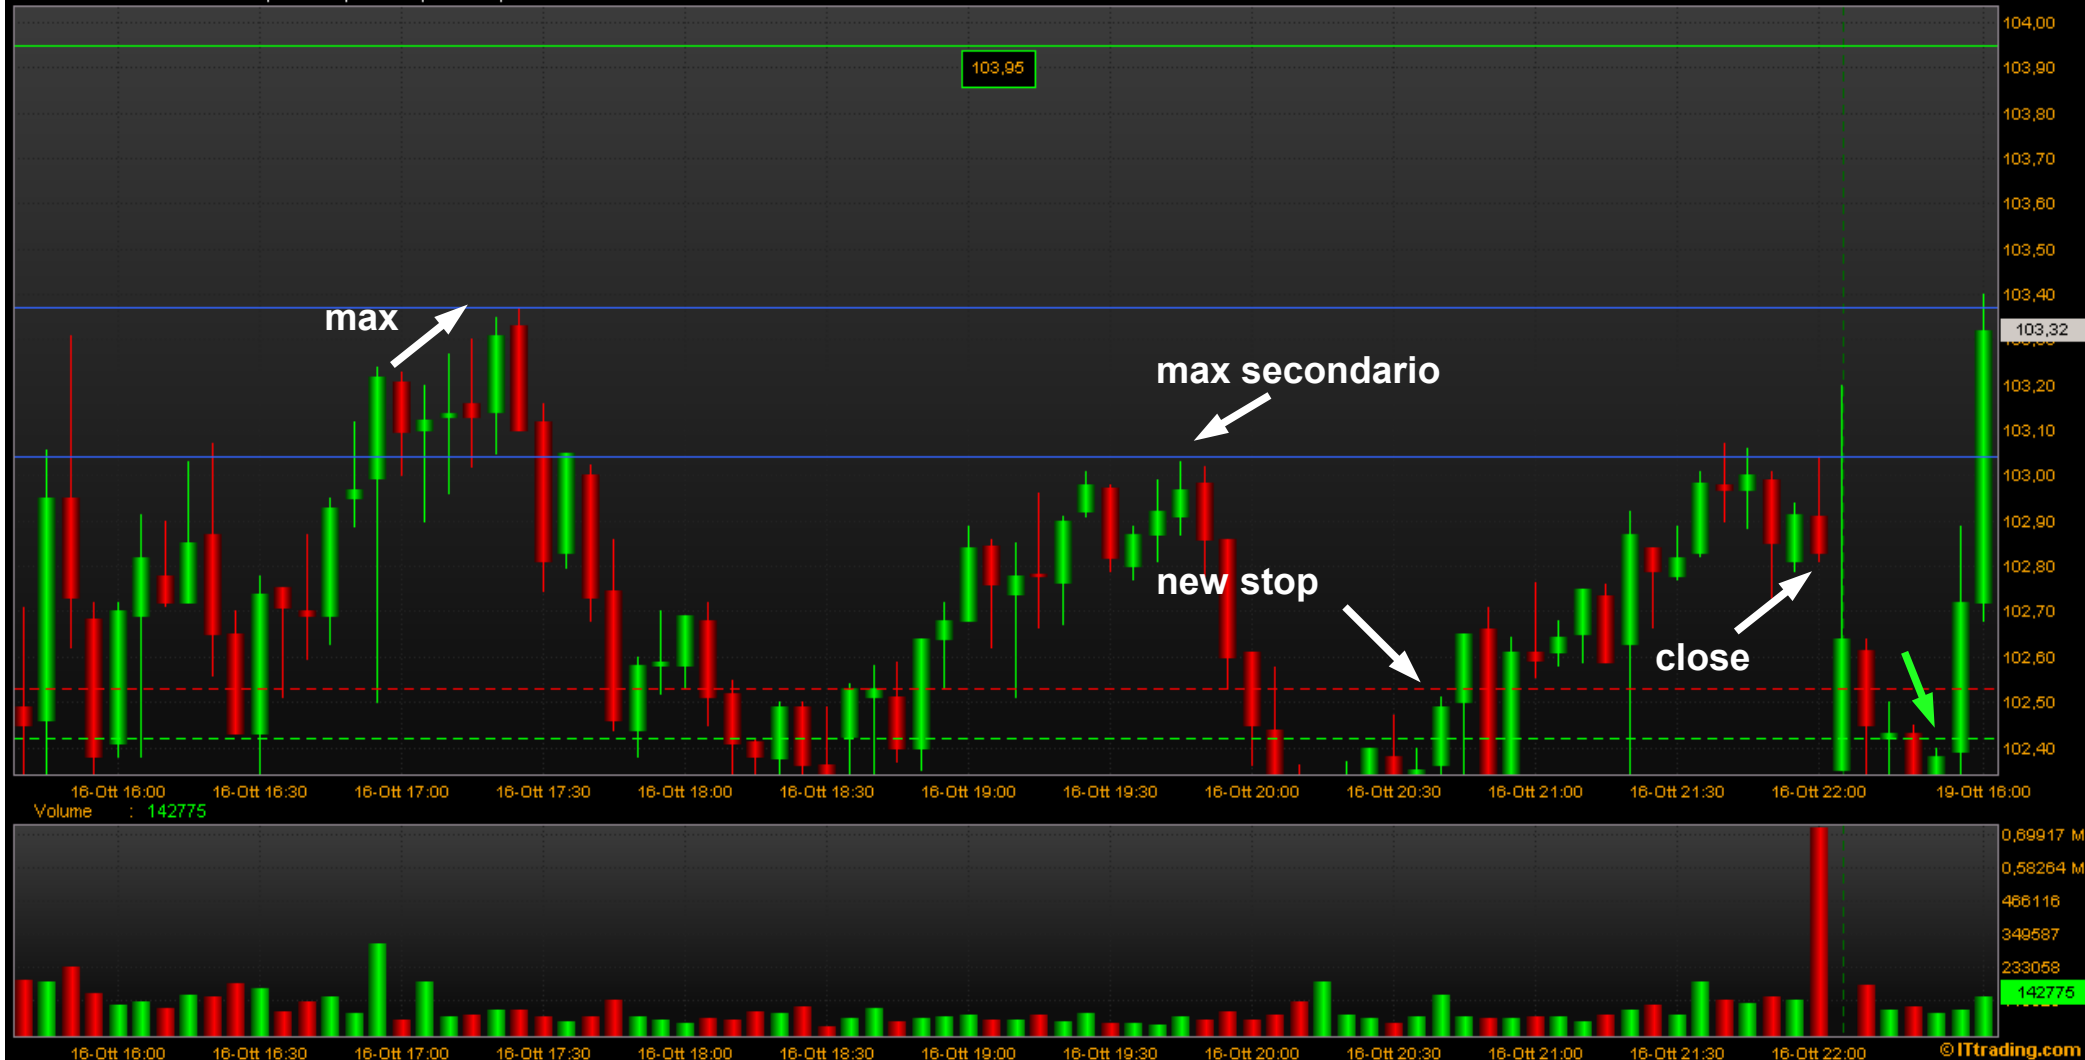 104,00
103,95
103,90
103,80
103,70
103,60
103,50
103,40
max
103,32
max secondario
103,20
103,10
103,00
102,90
new stop
102,80
102,70
close
102,60
102,50
102,40
16-Ott 16:00 16-Ott 16:30 16-Ott 17:00 16-Ott 17:30 16-Ott 18:00 16-Ott 18:30 16-Ott 19:00 16-Ott 19:30 16-Ott 20:00 16-Ott 20:30 16-Ott 21:00 16-Ott 21:30 16-Ott 22:00 19-Ott 16:00
Volume : 142775
0,69917 M
0,58264 M
466116
349587
233058
142775
16-Ott 16:00 16-Ott 16:30 16-Ott 17:00 16-Ott 17:30 16-Ott 18:00 16-Ott 18:30 16-Ott 19:00 16-Ott 19:30 16-Ott 20:00 16-Ott 20:30 16-Ott 21:00 16-Ott 21:30 16-Ott 22:00
© ITtrading.com